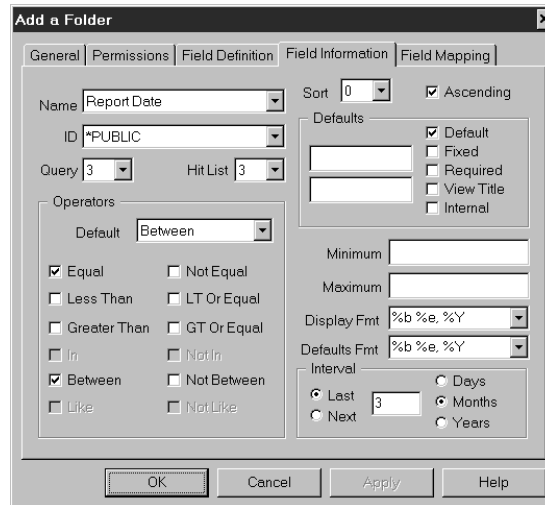 Add a Folder
General Permissions Field Definition Field Information Field Mapping
Name Report Date
Sort 0 Ascending
ID *PUBLIC
Query 3 Hit List 3
Defaults
Default
Fixed
Required
View Title
Internal
Operators
Default Between
Equal Not Equal
Less Than LT Or Equal
Greater Than GT Or Equal
In Not In
Between Not Between
Like Not Like
Minimum
Maximum
Display Fmt %b %e, %Y
Defaults Fmt %b %e, %Y
Interval
Last 3 Days
Next Months
Years
OK Cancel Apply Help